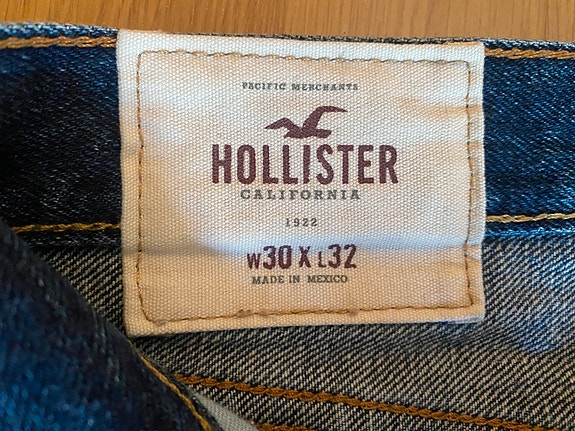 PACIFIC MERCHANTS
HOLLISTER
CALIFORNIA
1922
W30 X L32
MADE IN MEXICO